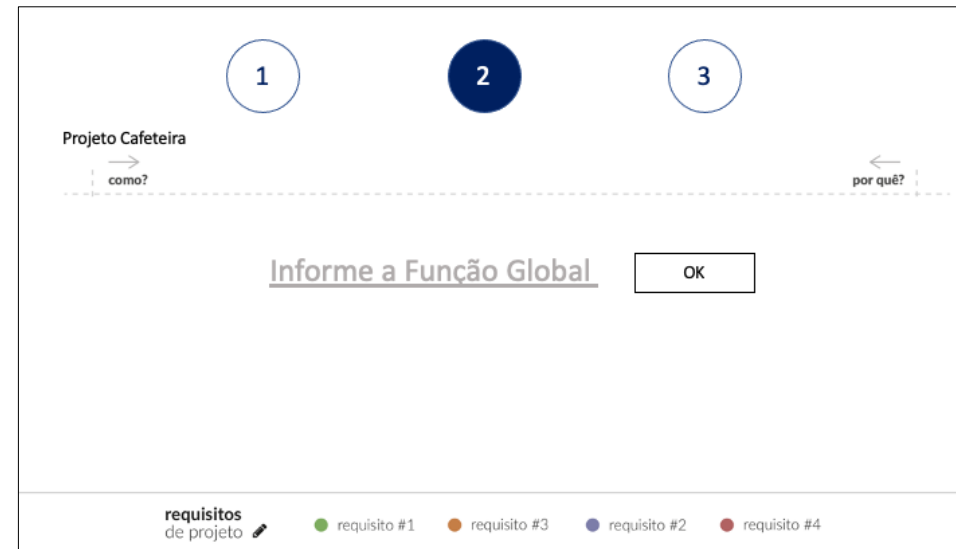 1 2 3
Projeto Cafeteira
como? por quê?
Informe a Função Global OK
requisitos
de projeto requisito #1 requisito #3 requisito #2 requisito #4